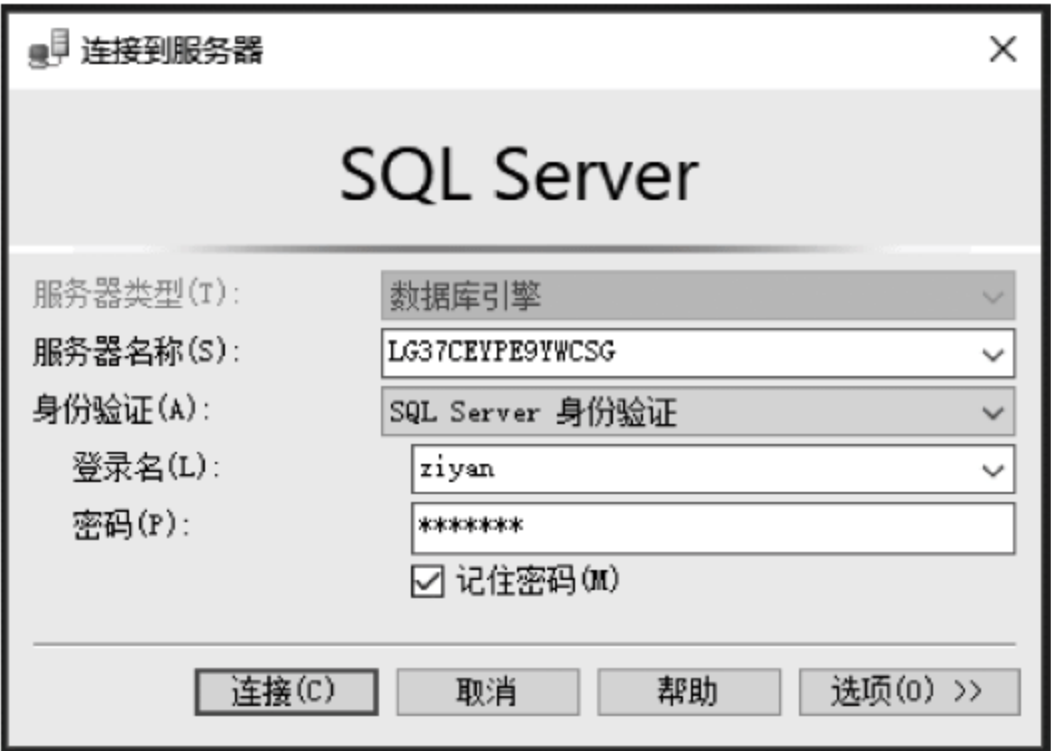 连接到服务器
SQL Server
服务器类型(T): 数据库引擎
服务器名称(S): LG37CEYPE9YWCSG
身份验证(A): SQL Server 身份验证
登录名(L): ziyan
密码(P): *******
记住密码(M)
连接(C) 取消 帮助 选项(O) >>